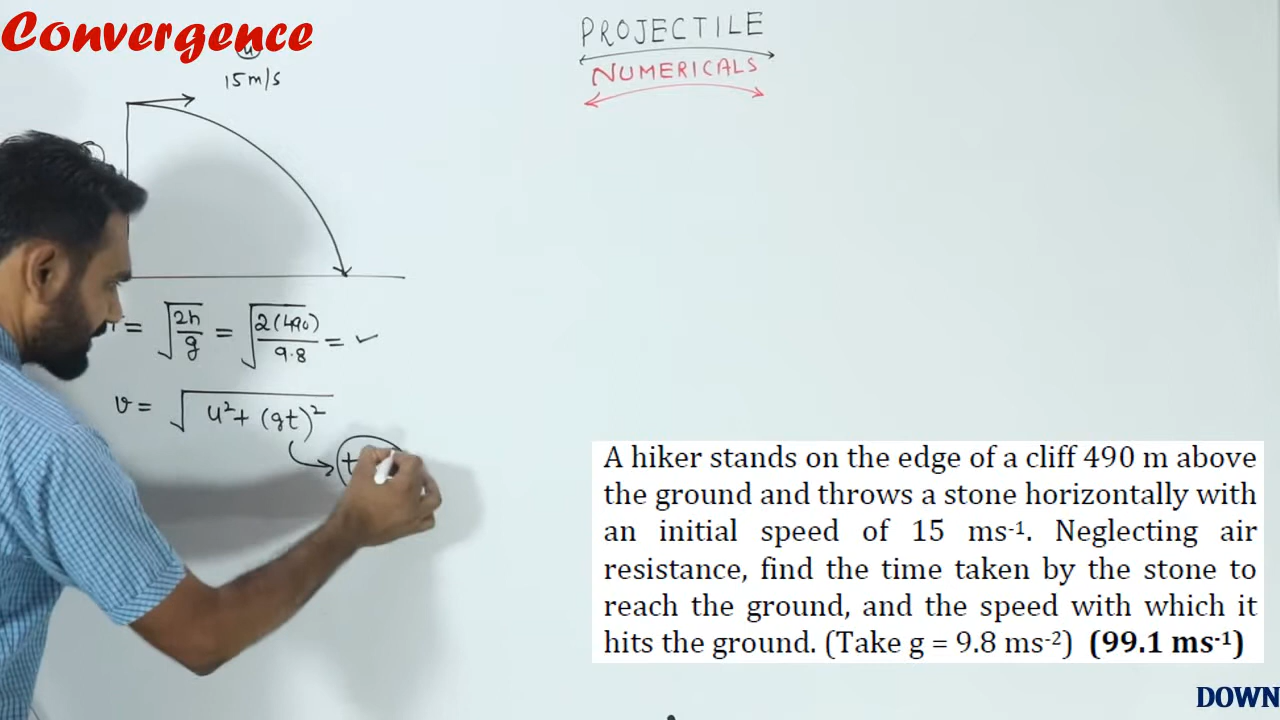 Convergence
PROJECTILE
NUMERICALS
u
15 m/s
= √2h/g = √2(490)/9.8 = ✓
v = √u²+ (gt)²
t
A hiker stands on the edge of a cliff 490 m above
the ground and throws a stone horizontally with
an initial speed of 15 ms-1. Neglecting air
resistance, find the time taken by the stone to
reach the ground, and the speed with which it
hits the ground. (Take g = 9.8 ms-2) (99.1 ms-1)
DOWN